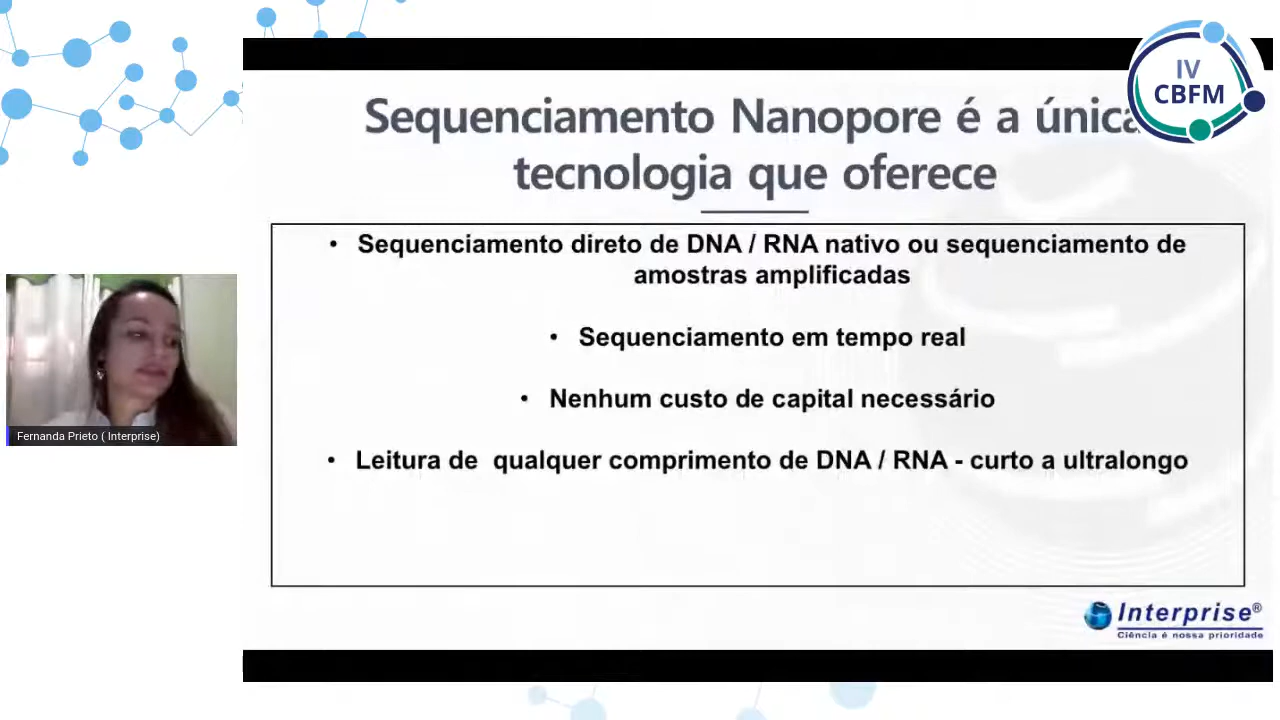 IV
CBFM
Sequenciamento Nanopore é a única
tecnologia que oferece
• Sequenciamento direto de DNA / RNA nativo ou sequenciamento de
amostras amplificadas
• Sequenciamento em tempo real
• Nenhum custo de capital necessário
• Leitura de qualquer comprimento de DNA / RNA - curto a ultralongo
Fernanda Prieto ( Interprise)
Interprise®
Ciência é nossa prioridade